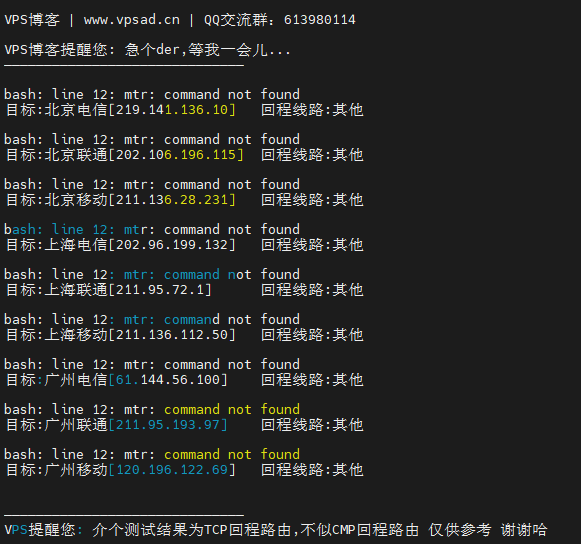 VPS博客 | www.vpsad.cn | QQ交流群：613980114
VPS博客提醒您: 急个der,等我一会儿...
——————————————————————————————
bash: line 12: mtr: command not found
目标:北京电信[219.141.136.10]   回程线路:其他
bash: line 12: mtr: command not found
目标:北京联通[202.106.196.115]  回程线路:其他
bash: line 12: mtr: command not found
目标:北京移动[211.136.28.231]   回程线路:其他
bash: line 12: mtr: command not found
目标:上海电信[202.96.199.132]   回程线路:其他
bash: line 12: mtr: command not found
目标:上海联通[211.95.72.1]      回程线路:其他
bash: line 12: mtr: command not found
目标:上海移动[211.136.112.50]   回程线路:其他
bash: line 12: mtr: command not found
目标:广州电信[61.144.56.100]    回程线路:其他
bash: line 12: mtr: command not found
目标:广州联通[211.95.193.97]    回程线路:其他
bash: line 12: mtr: command not found
目标:广州移动[120.196.122.69]   回程线路:其他
——————————————————————————————
VPS提醒您: 介个测试结果为TCP回程路由,不似CMP回程路由 仅供参考 谢谢哈